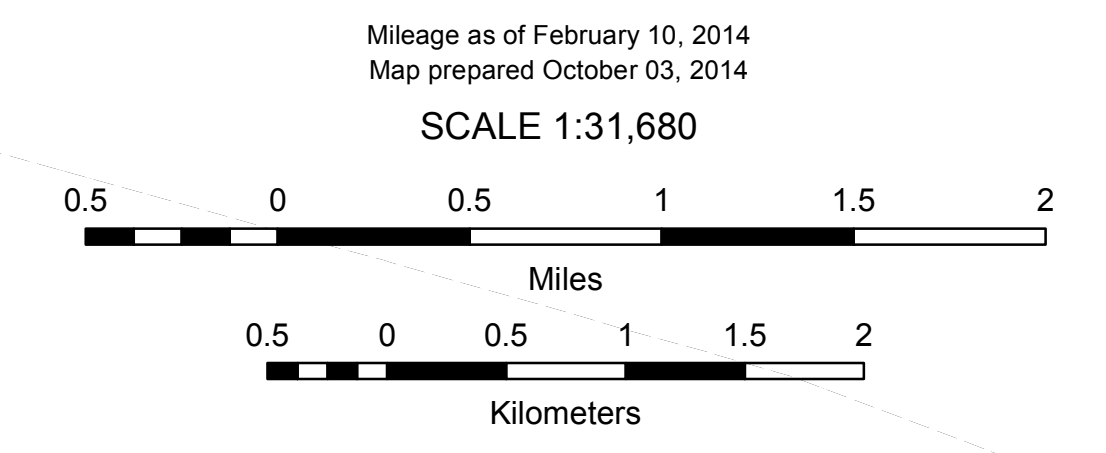 Mileage as of February 10, 2014
Map prepared October 03, 2014
SCALE 1:31,680
0.5 0 0.5 1 1.5 2
Miles
0.5 0 0.5 1 1.5 2
Kilometers